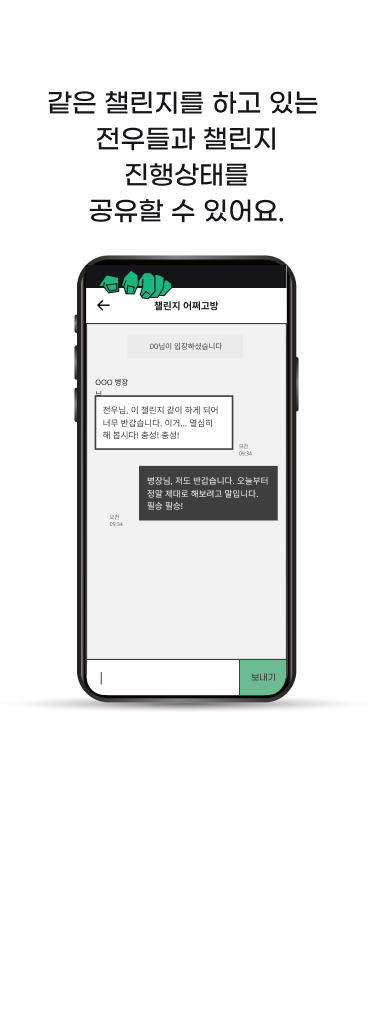 같은 챌린지를 하고 있는
전우들과 챌린지
진행상태를
공유할 수 있어요.
챌린지 어쩌고방
00님이 입장하셨습니다
OOO 병장
님
전우님, 이 챌린지 같이 하게 되어
너무 반갑습니다. 이거... 열심히
해 봅시다! 충성! 충성!
오전
09:34
병장님, 저도 반갑습니다. 오늘부터
정말 제대로 해보려고 말입니다.
필승 필승!
오전
09:34
보내기